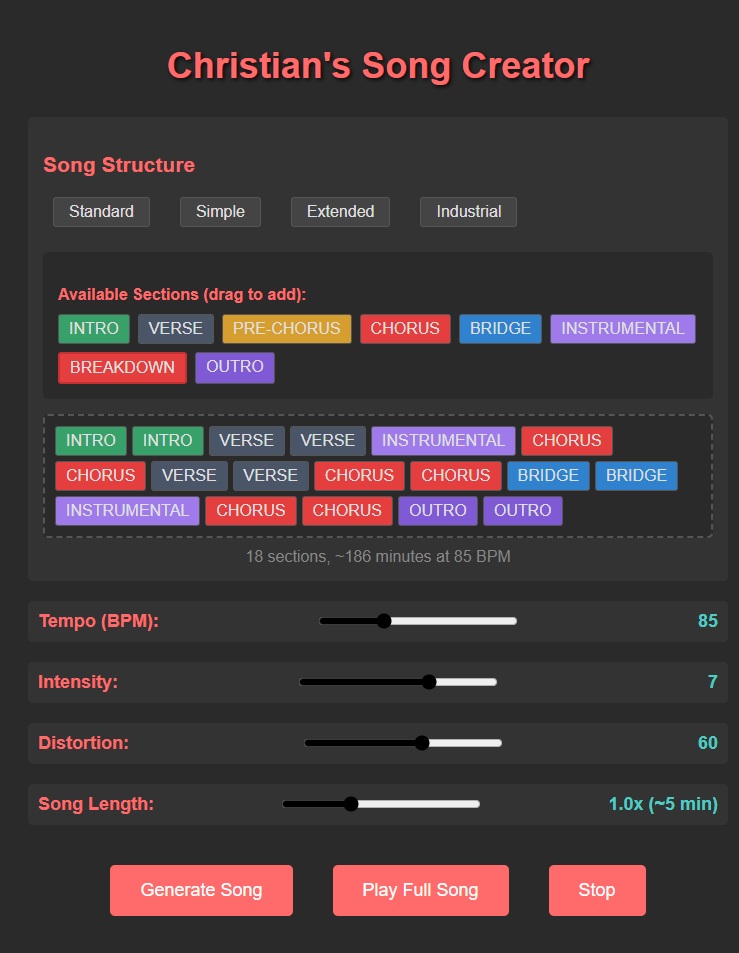 Christian's Song Creator
Song Structure
Standard Simple Extended Industrial
Available Sections (drag to add):
INTRO VERSE PRE-CHORUS CHORUS BRIDGE INSTRUMENTAL
BREAKDOWN OUTRO
INTRO INTRO VERSE VERSE INSTRUMENTAL CHORUS
CHORUS VERSE VERSE CHORUS CHORUS BRIDGE BRIDGE
INSTRUMENTAL CHORUS CHORUS OUTRO OUTRO
18 sections, ~186 minutes at 85 BPM
Tempo (BPM): 85
Intensity: 7
Distortion: 60
Song Length: 1.0x (~5 min)
Generate Song Play Full Song Stop